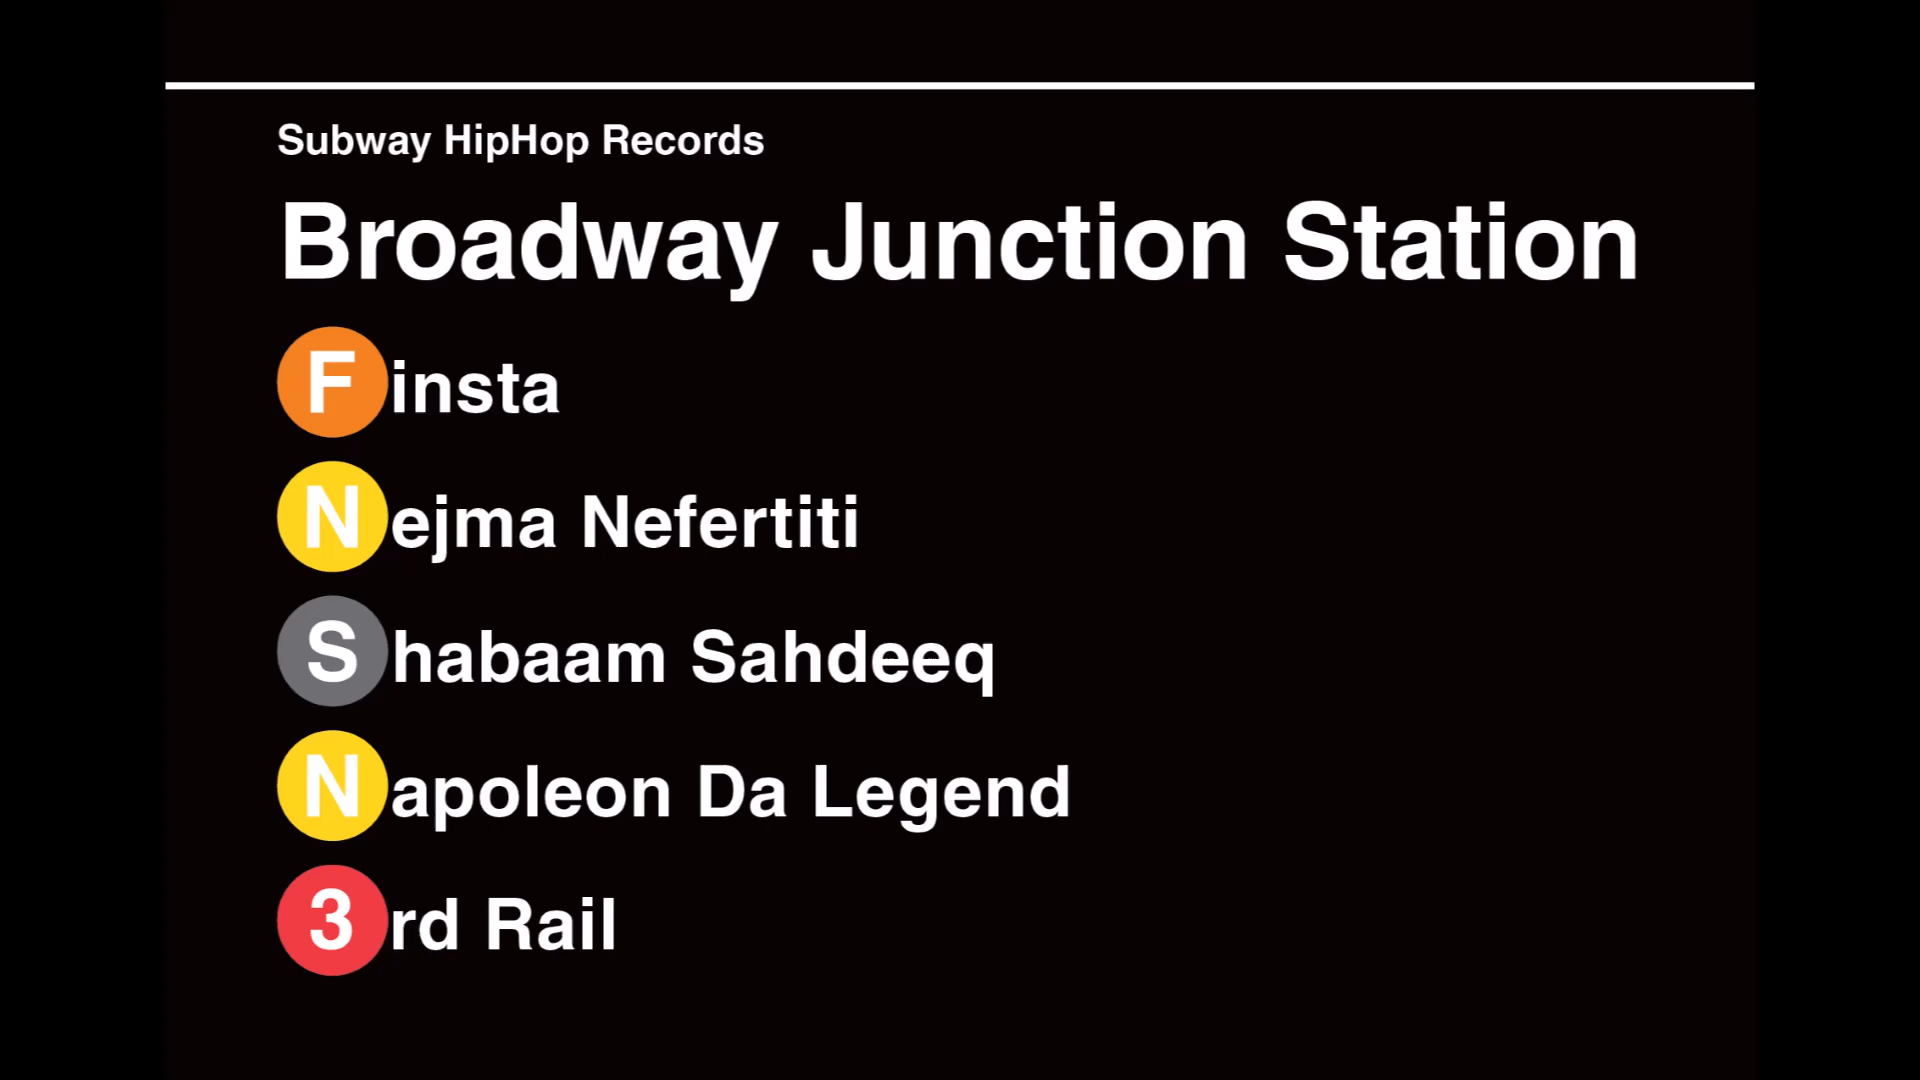 Subway HipHop Records
Broadway Junction Station
Finsta
Nejma Nefertiti
Shabaam Sahdeeq
Napoleon Da Legend
3rd Rail